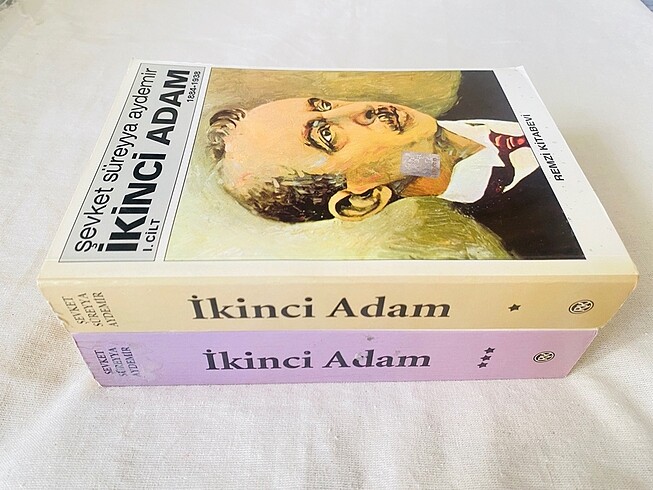 şevket süreyya aydemir
İKİNCİ ADAM
1884-1938
I. CİLT
REMZİ KİTABEVİ
ŞEVKET
SÜREYYA
AYDEMİR
İkinci Adam
ŞEVKET
SÜREYYA
AYDEMİR
İkinci Adam